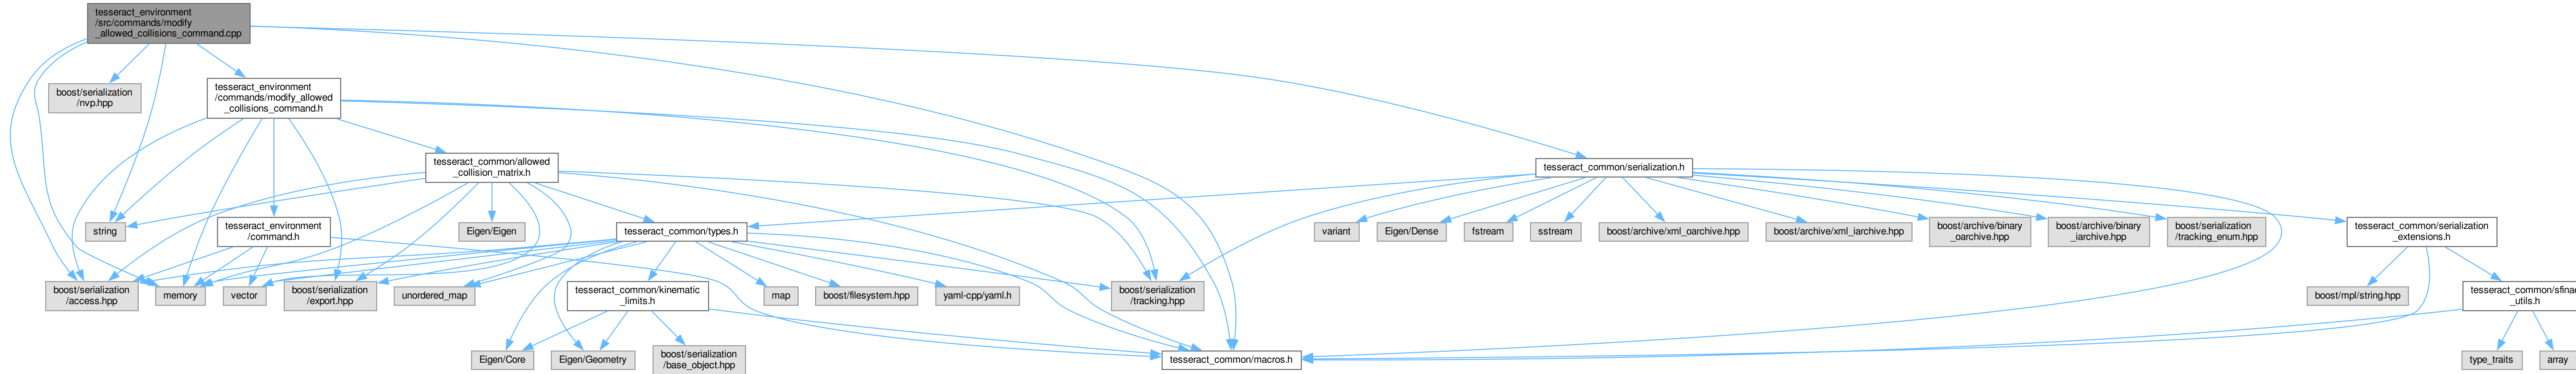 tesseract_environment
/src/commands/modify
_allowed_collisions_command.cpp
boost/serialization
/nvp.hpp
tesseract_environment
/commands/modify_allowed
_collisions_command.h
tesseract_common/allowed
_collision_matrix.h
tesseract_common/serialization.h
string
tesseract_environment
/command.h
Eigen/Eigen
tesseract_common/types.h
variant
Eigen/Dense
fstream
sstream
boost/archive/xml_oarchive.hpp
boost/archive/xml_iarchive.hpp
boost/archive/binary
_oarchive.hpp
boost/archive/binary
_iarchive.hpp
boost/serialization
/tracking_enum.hpp
tesseract_common/serialization
_extensions.h
boost/serialization
/access.hpp
memory
vector
boost/serialization
/export.hpp
unordered_map
tesseract_common/kinematic
_limits.h
map
boost/filesystem.hpp
yaml-cpp/yaml.h
boost/serialization
/tracking.hpp
boost/mpl/string.hpp
tesseract_common/sfinae
_utils.h
Eigen/Core
Eigen/Geometry
boost/serialization
/base_object.hpp
tesseract_common/macros.h
type_traits
array